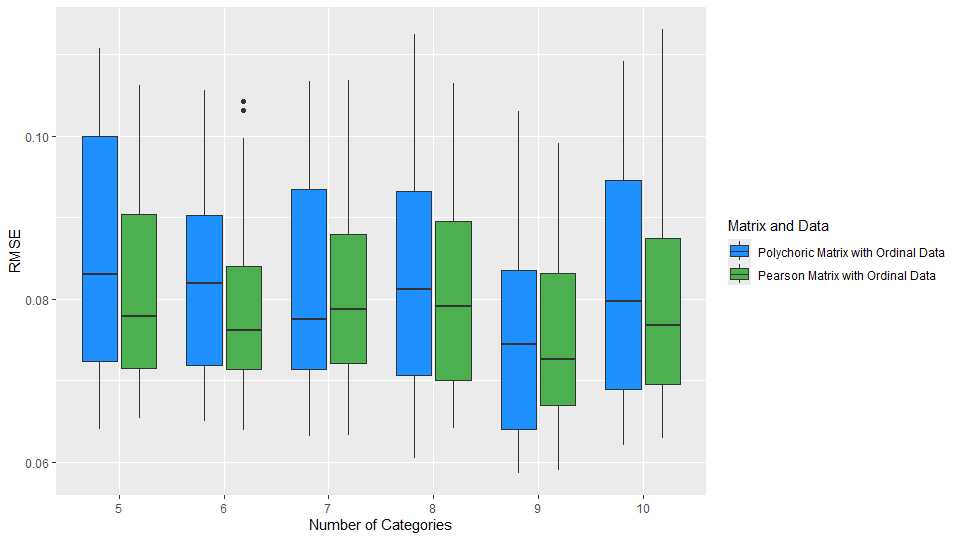 RMSE
0.10
0.08
0.06
5 6 7 8 9 10
Number of Categories
Matrix and Data
Polychoric Matrix with Ordinal Data
Pearson Matrix with Ordinal Data